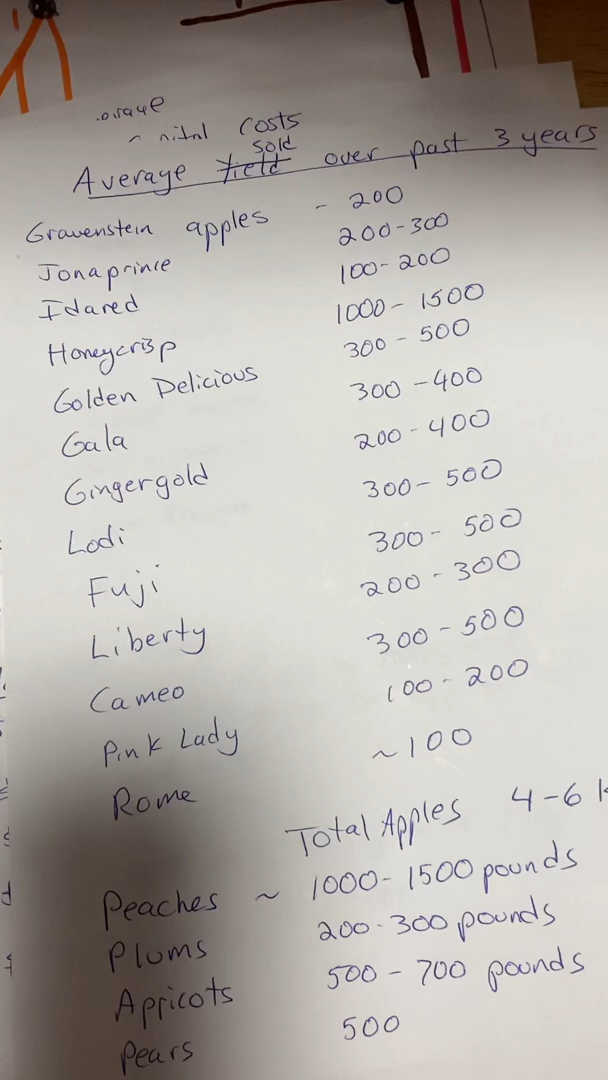 Costs
sold
Average yield over past 3 years
Gravenstein apples - 200
Jonaprince 200-300
Idared 100-200
Honeycrisp 1000-1500
Golden Delicious 300-500
Gala 300-400
Gingergold 200-400
Lodi 300-500
Fuji 300-500
Liberty 200-300
Cameo 300-500
Pink Lady 100-200
Rome ~100
Total Apples 4-6 k
Peaches ~ 1000-1500 pounds
Plums 200-300 pounds
Apricots 500-700 pounds
Pears 500